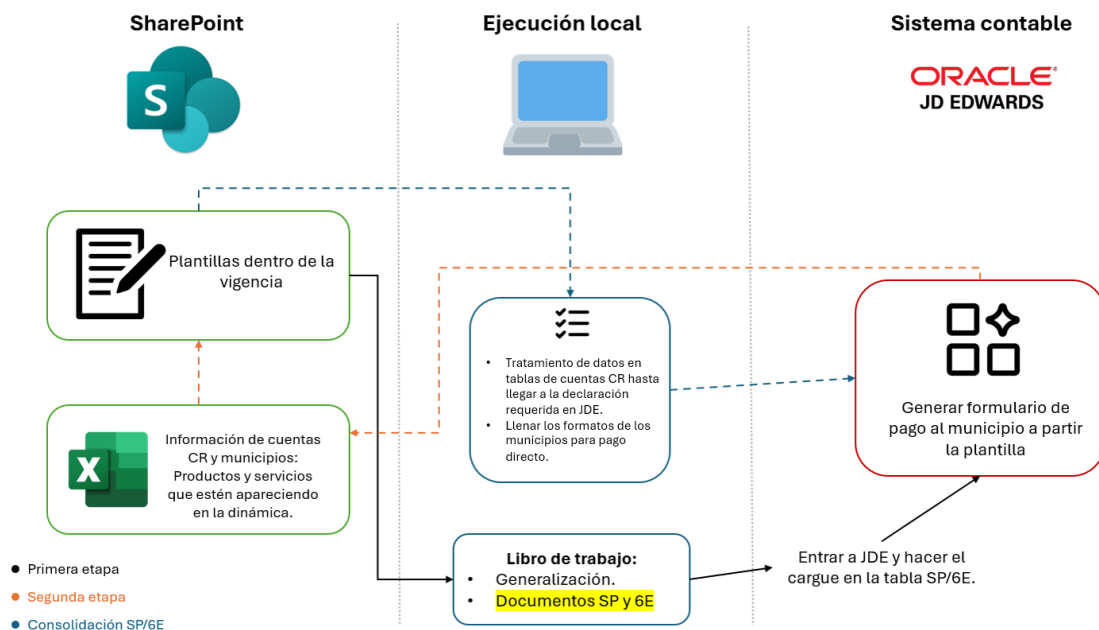 SharePoint
Ejecución local
Sistema contable
S
ORACLE
JD EDWARDS
Plantillas dentro de la
vigencia
• Tratamiento de datos en
tablas de cuentas CR hasta
llegar a la declaración
requerida en JDE.
• Llenar los formatos de los
municipios para pago
directo.
Generar formulario de
pago al municipio a partir
la plantilla
X
Información de cuentas
CR y municipios:
Productos y servicios
que estén apareciendo
en la dinámica.
Libro de trabajo:
• Generalización.
• Documentos SP y 6E
Entrar a JDE y hacer el
cargue en la tabla SP/6E.
• Primera etapa
• Segunda etapa
• Consolidación SP/6E